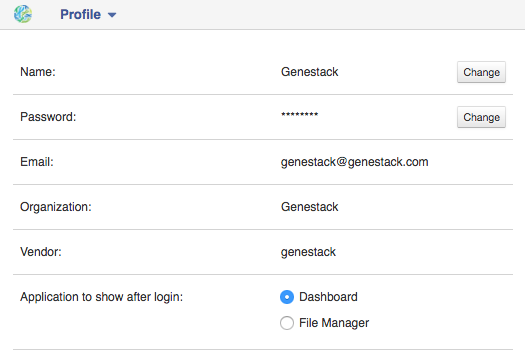 Profile
Name: Genestack Change
Password: ******** Change
Email: genestack@genestack.com
Organization: Genestack
Vendor: genestack
Application to show after login: Dashboard
File Manager